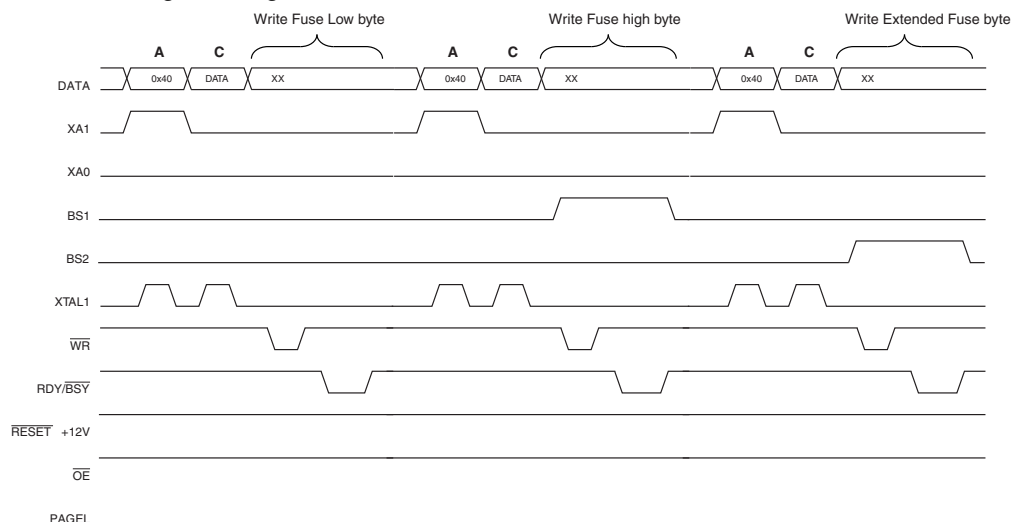 Write Fuse Low byte Write Fuse high byte Write Extended Fuse byte
A C A C A C
DATA 0x40 DATA XX 0x40 DATA XX 0x40 DATA XX
XA1
XA0
BS1
BS2
XTAL1
WR
RDY/BSY
RESET +12V
OE
PAGEL